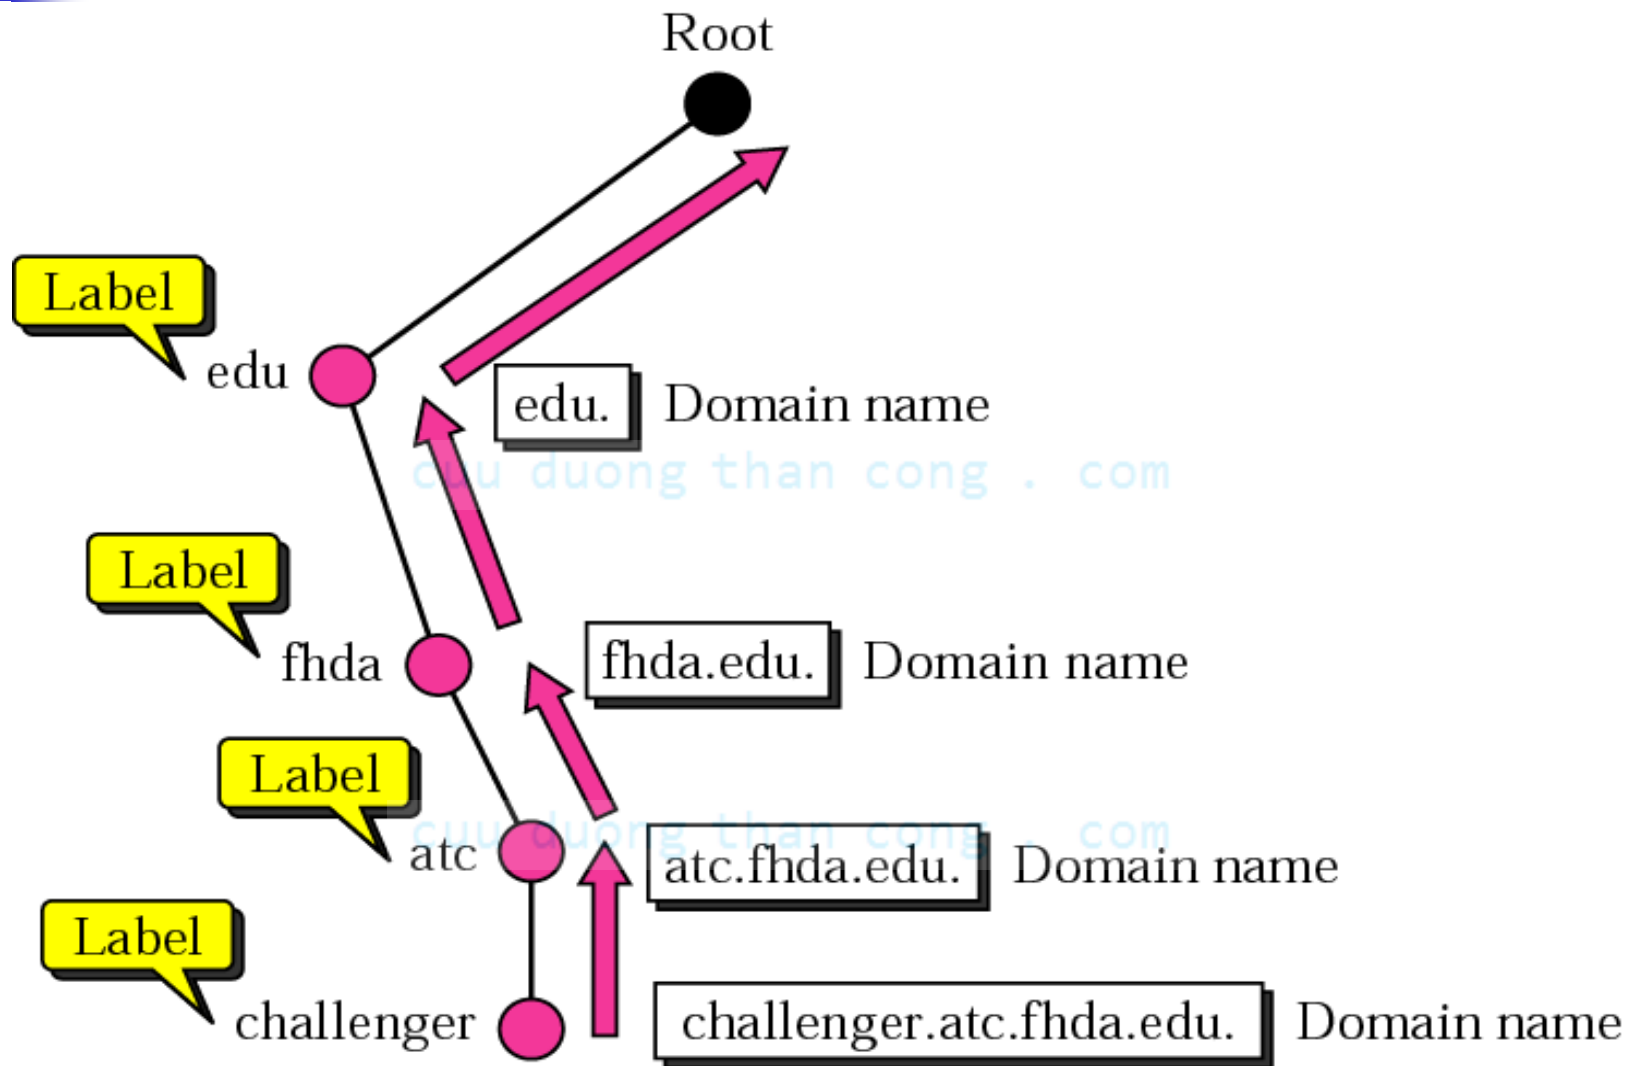 Root
Label
edu
edu. Domain name
cuu duong than cong . com
Label
fhda
fhda.edu. Domain name
Label
cuu duong than cong . com
atc
atc.fhda.edu. Domain name
Label
challenger
challenger.atc.fhda.edu. Domain name